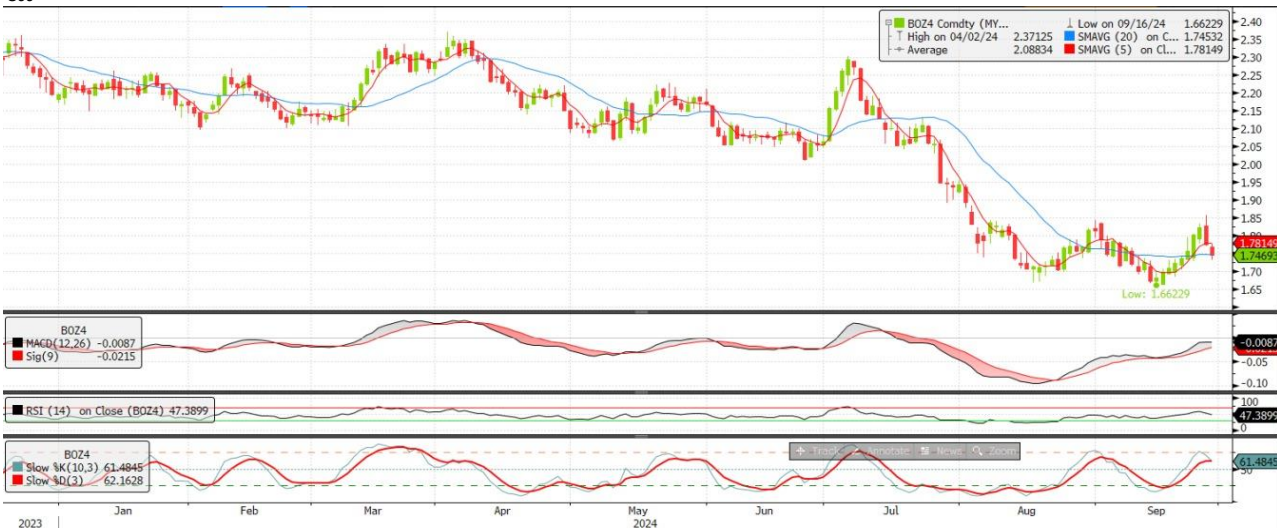 BOZ4 Comdty (MY...
High on 04/02/24 2.37125
Average 2.08834
Low on 09/16/24 1.66229
SMAVG (20) on C... 1.74532
SMAVG (5) on Cl... 1.78149
2.40
2.35
2.30
2.25
2.20
2.15
2.10
2.05
2.00
1.95
1.90
1.85
1.80
1.78149
1.74693
1.70
1.65
Low: 1.66229
BOZ4
MACD(12,26) -0.0087
Sig(9) -0.0215
-0.0087
-0.05
-0.10
RSI (14) on Close (BOZ4) 47.3899
100
47.3899
0
BOZ4
Slow %K(10,3) 61.4845
Slow %D(3) 62.1628
Track Annotate News Zoom
61.4845
50
Jan Feb Mar Apr May Jun Jul Aug Sep
2023 2024